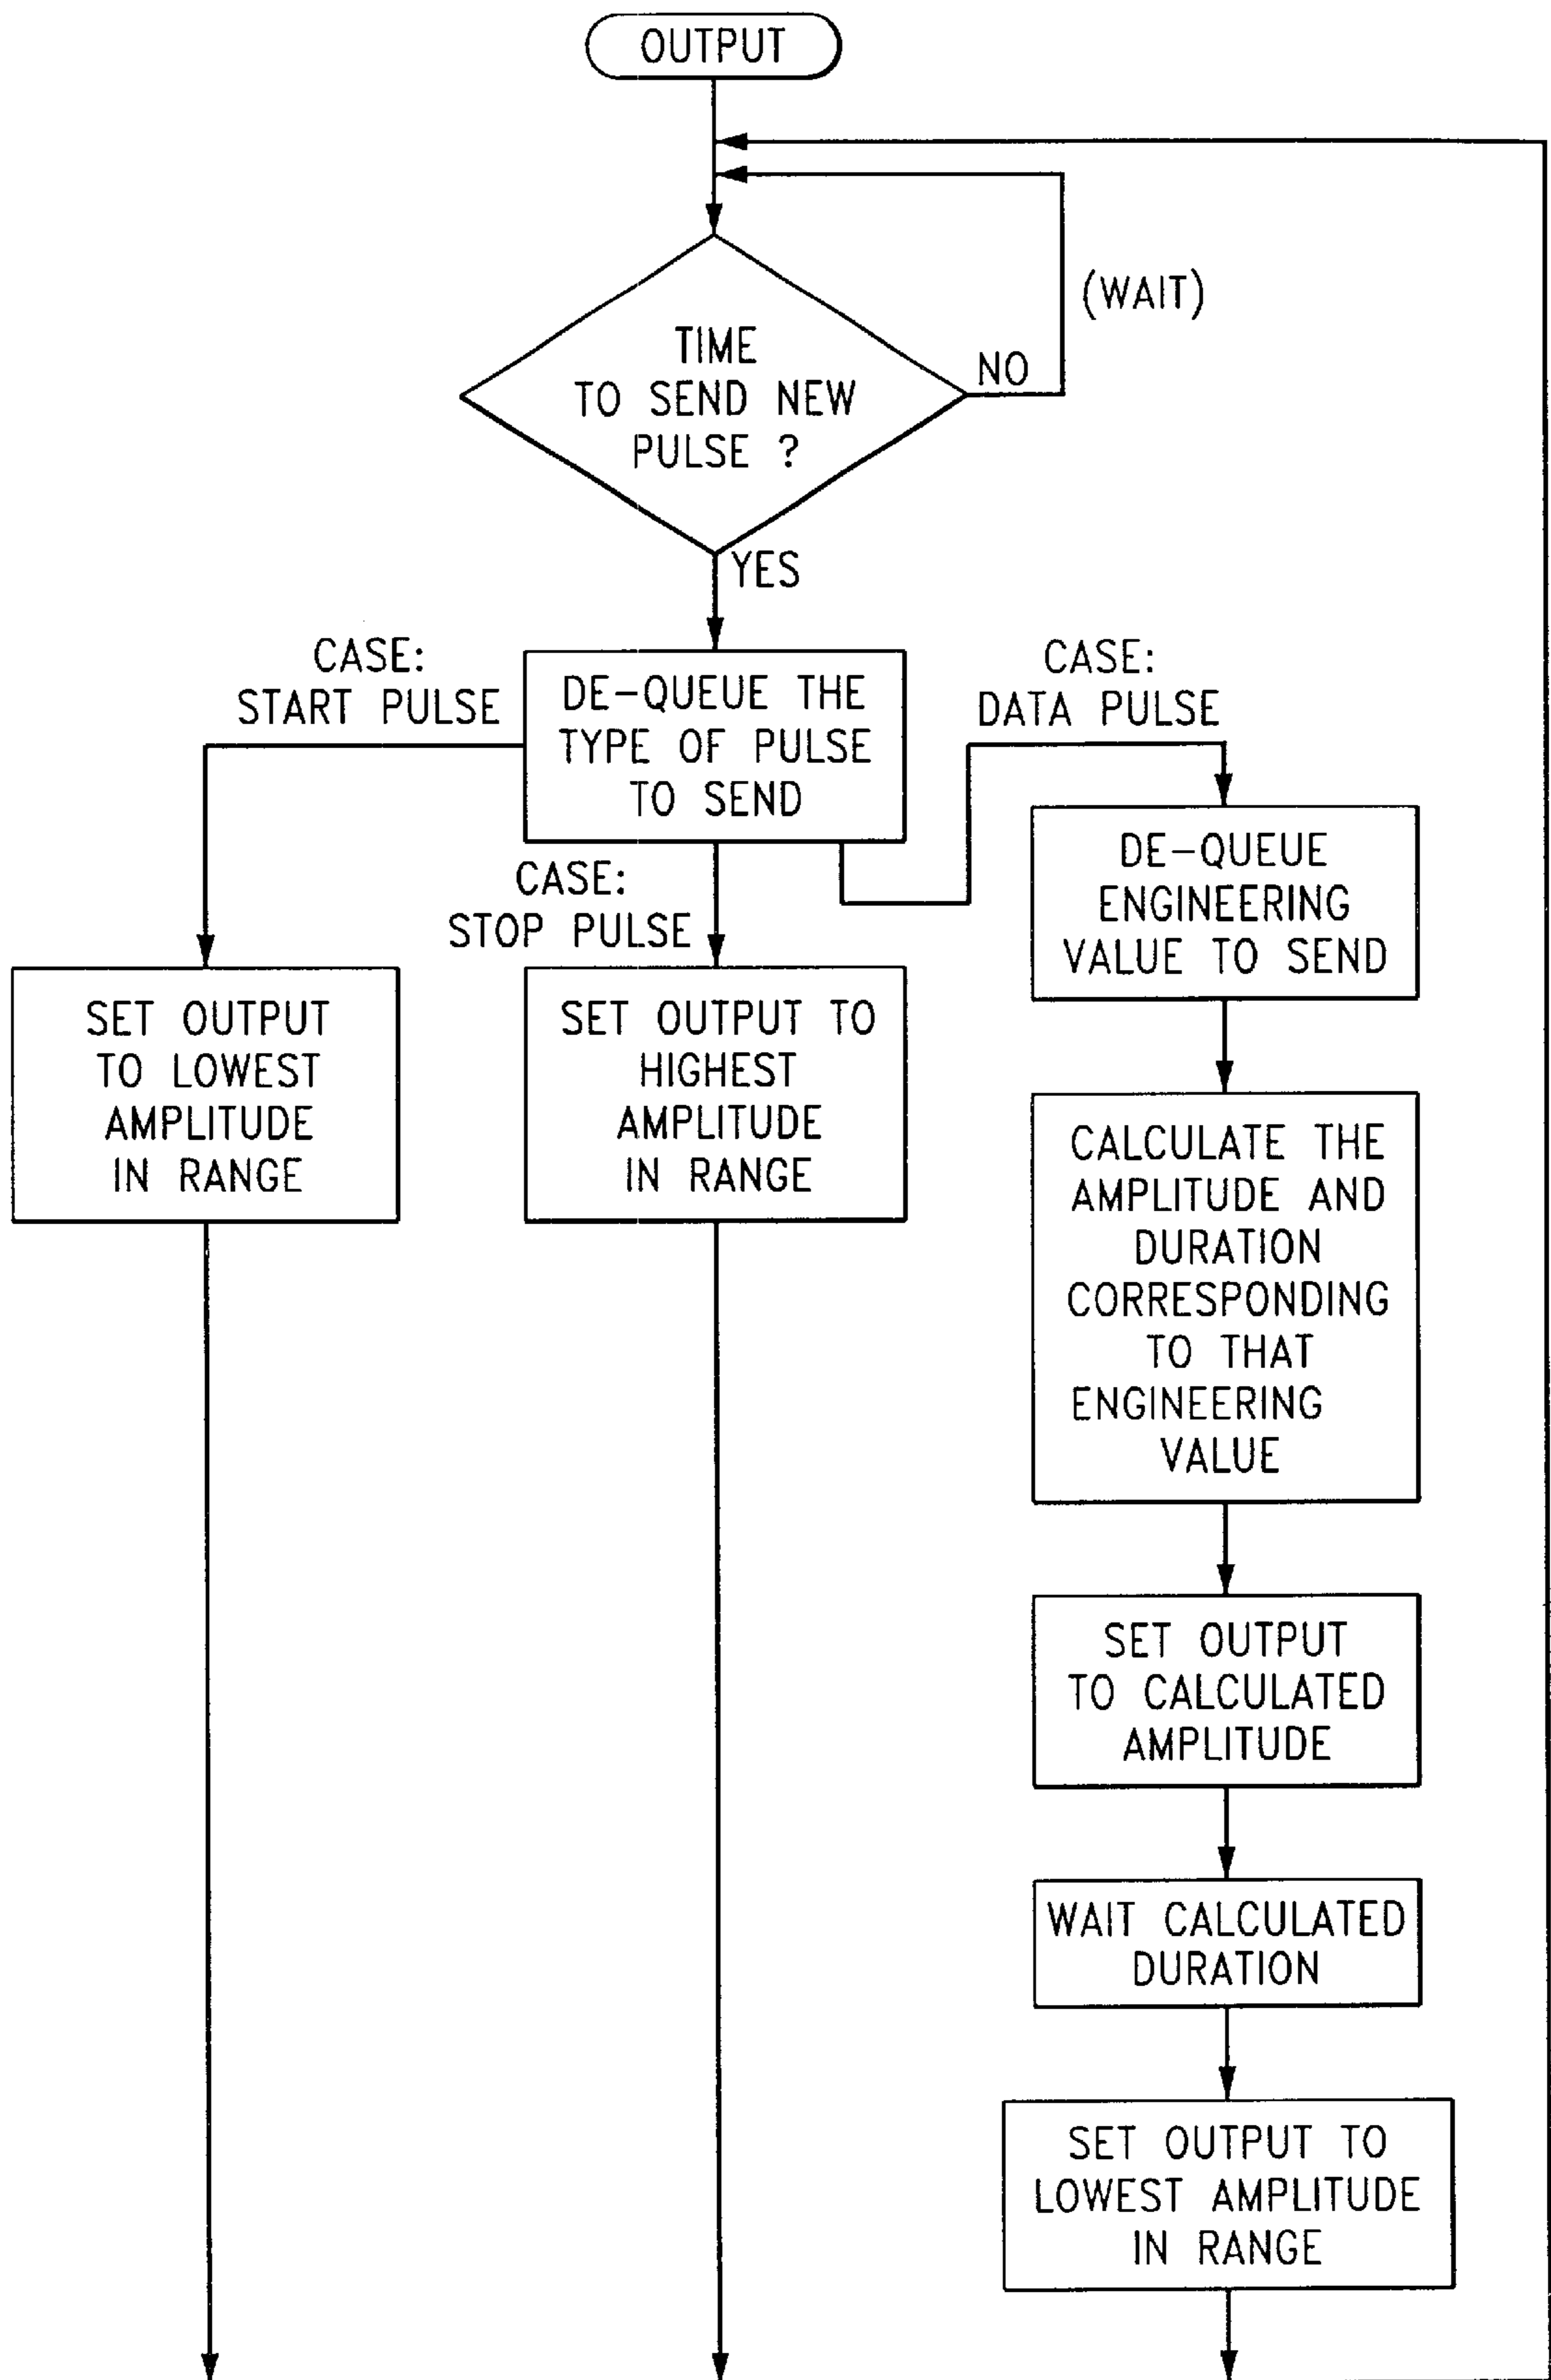 OUTPUT
(WAIT)
TIME
TO SEND NEW
PULSE ?
NO
YES
CASE:
START PULSE
DE-QUEUE THE
TYPE OF PULSE
TO SEND
CASE:
DATA PULSE
CASE:
STOP PULSE
DE-QUEUE
ENGINEERING
VALUE TO SEND
SET OUTPUT
TO LOWEST
AMPLITUDE
IN RANGE
SET OUTPUT TO
HIGHEST
AMPLITUDE
IN RANGE
CALCULATE THE
AMPLITUDE AND
DURATION
CORRESPONDING
TO THAT
ENGINEERING
VALUE
SET OUTPUT
TO CALCULATED
AMPLITUDE
WAIT CALCULATED
DURATION
SET OUTPUT TO
LOWEST AMPLITUDE
IN RANGE